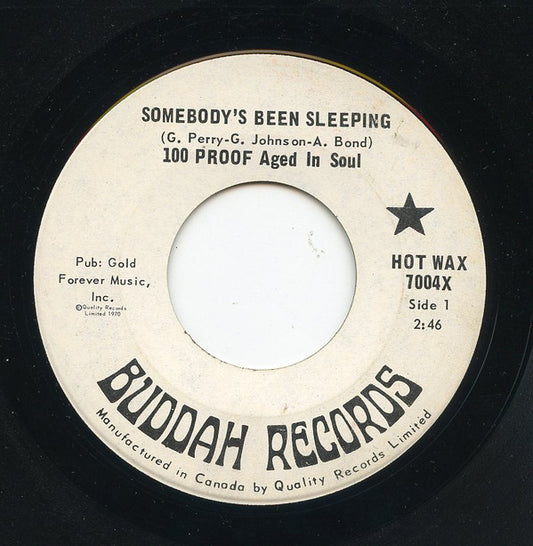 SOMEBODY'S BEEN SLEEPING
(G. Perry-G. Johnson-A. Bond)
100 PROOF Aged In Soul
Pub: Gold
Forever Music,
Inc.
©Quality Records
Limited 1970
HOT WAX
7004X
Side 1
2:46
BUDDAH RECORDS
Manufactured in Canada by Quality Records Limited